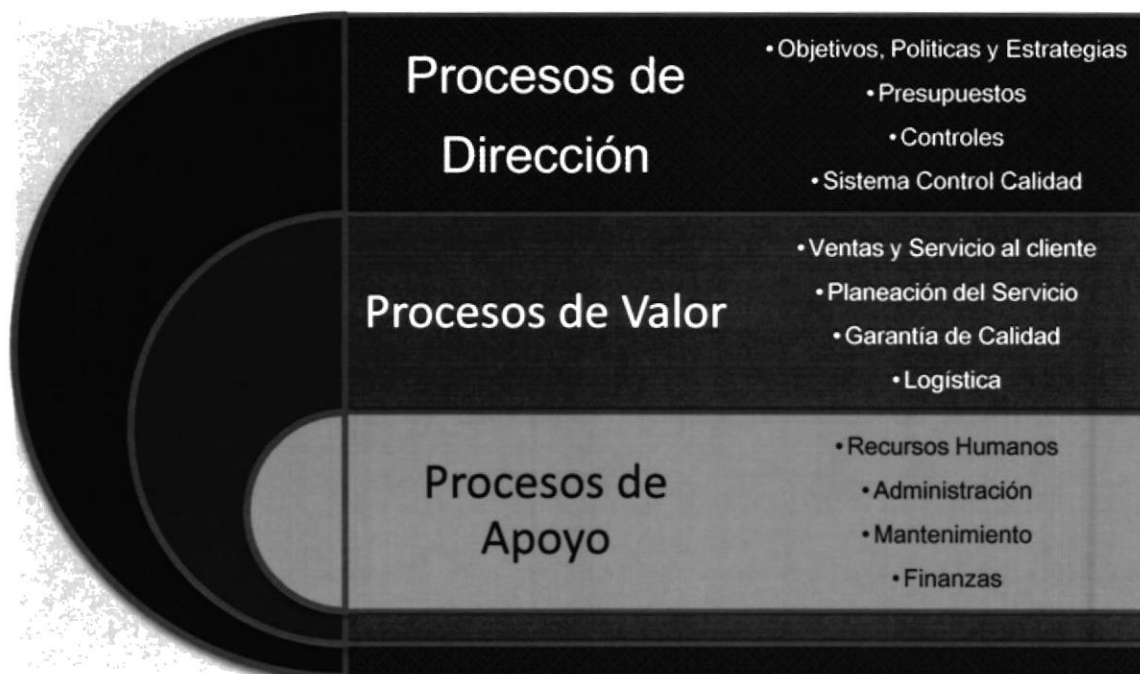 Procesos de
Dirección
•Objetivos, Politicas y Estrategias
•Presupuestos
•Controles
•Sistema Control Calidad
Procesos de Valor
•Ventas y Servicio al cliente
•Planeación del Servicio
•Garantía de Calidad
•Logística
Procesos de
Apoyo
•Recursos Humanos
•Administración
•Mantenimiento
•Finanzas